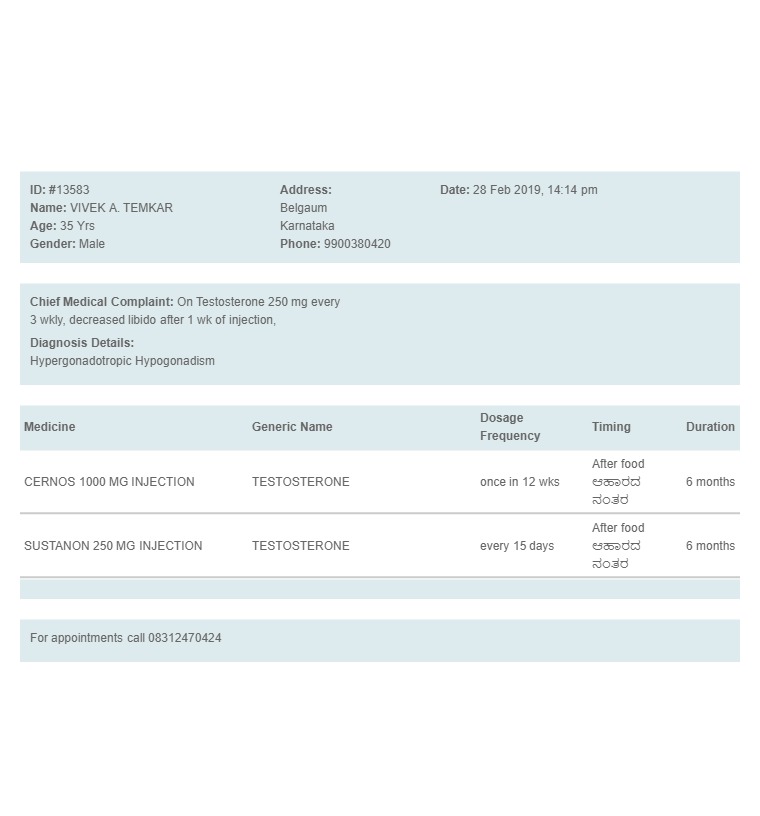 ID: #13583
Name: VIVEK A. TEMKAR
Age: 35 Yrs
Gender: Male
Address:
Belgaum
Karnataka
Phone: 9900380420
Date: 28 Feb 2019, 14:14 pm
Chief Medical Complaint: On Testosterone 250 mg every
3 wkly, decreased libido after 1 wk of injection,
Diagnosis Details:
Hypergonadotropic Hypogonadism
Medicine Generic Name Dosage Frequency Timing Duration
CERNOS 1000 MG INJECTION TESTOSTERONE once in 12 wks After food ಆಹಾರದ ನಂತರ 6 months
SUSTANON 250 MG INJECTION TESTOSTERONE every 15 days After food ಆಹಾರದ ನಂತರ 6 months
For appointments call 08312470424